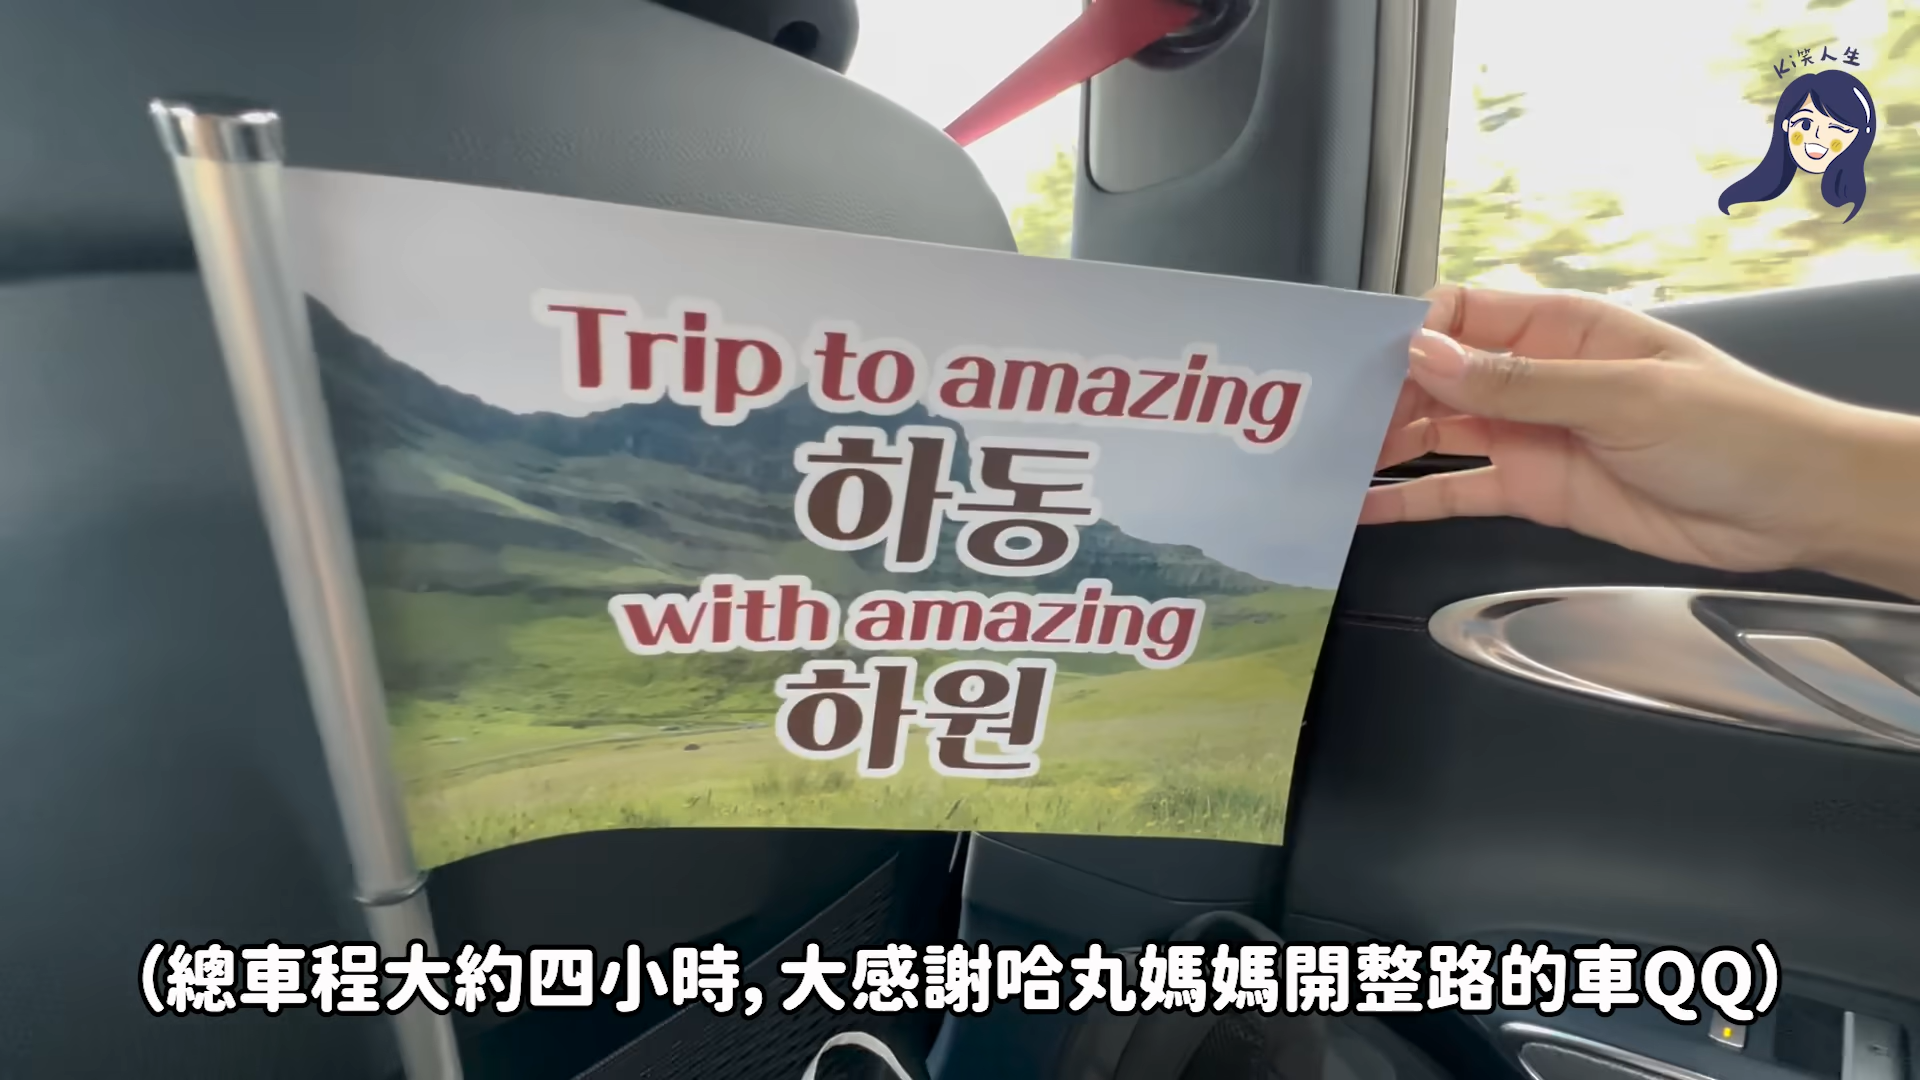 Ki笑人生
Trip to amazing
하동
with amazing
하원
(總車程大約四小時, 大感謝哈丸媽媽開整路的車QQ)